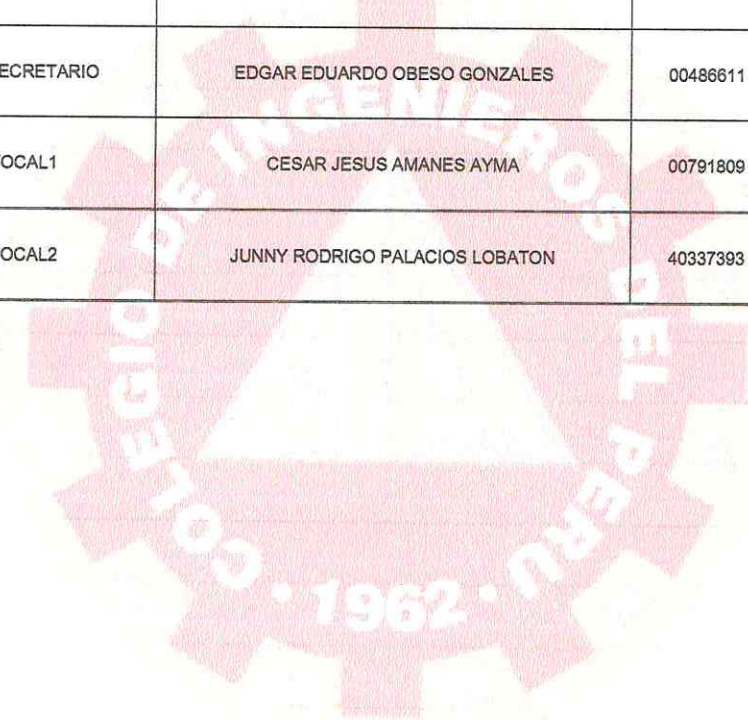 ECRETARIO EDGAR EDUARDO OBESO GONZALES 00486611
OCAL1 CESAR JESUS AMANES AYMA 00791809
OCAL2 JUNNY RODRIGO PALACIOS LOBATON 40337393
COLEGIO DE INGENIEROS DEL PERU
· 1962 ·